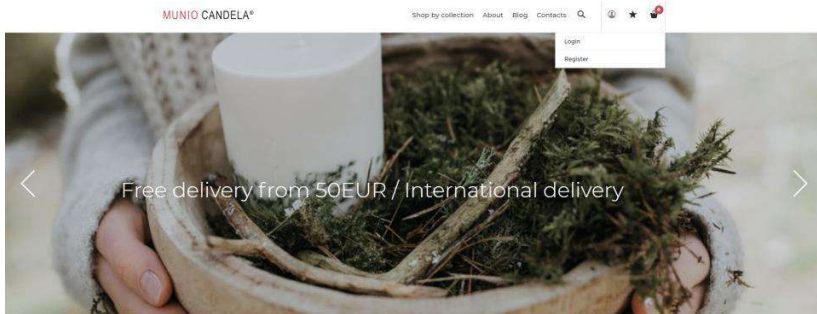 MUNIO CANDELA®
Shop by collection About Blog Contacts
Login
Register
Free delivery from 50EUR / International delivery